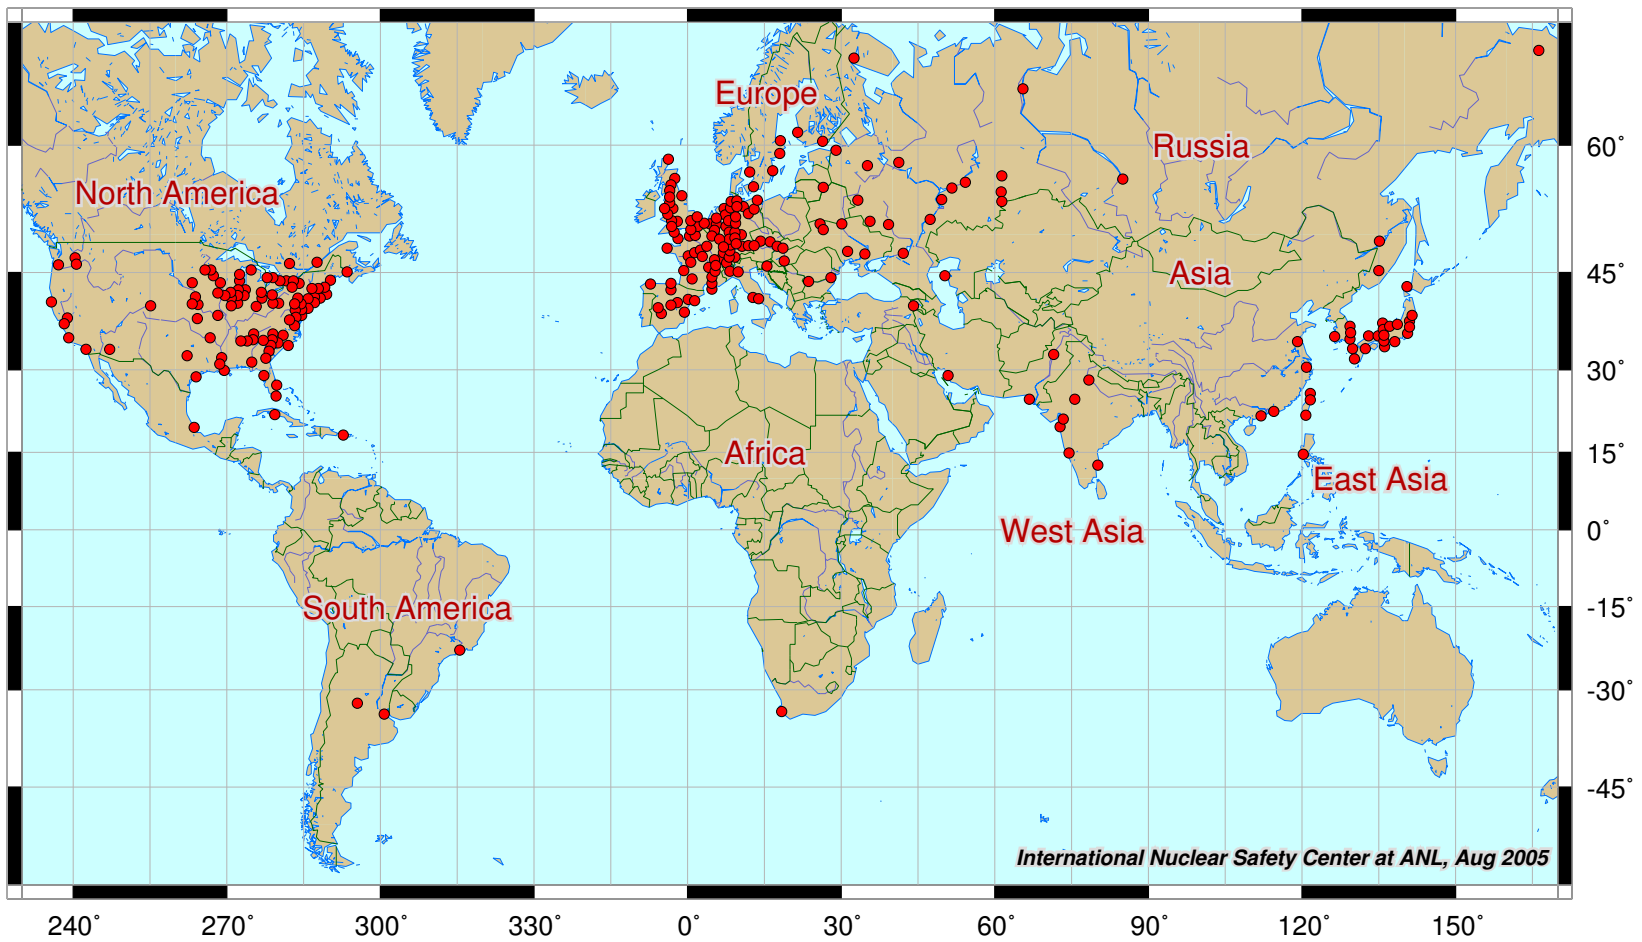 Europe
60°
Russia
North America
45°
Asia
30°
15°
Africa
East Asia
West Asia
0°
South America
-15°
-30°
-45°
International Nuclear Safety Center at ANL, Aug 2005
240° 270° 300° 330° 0° 30° 60° 90° 120° 150°